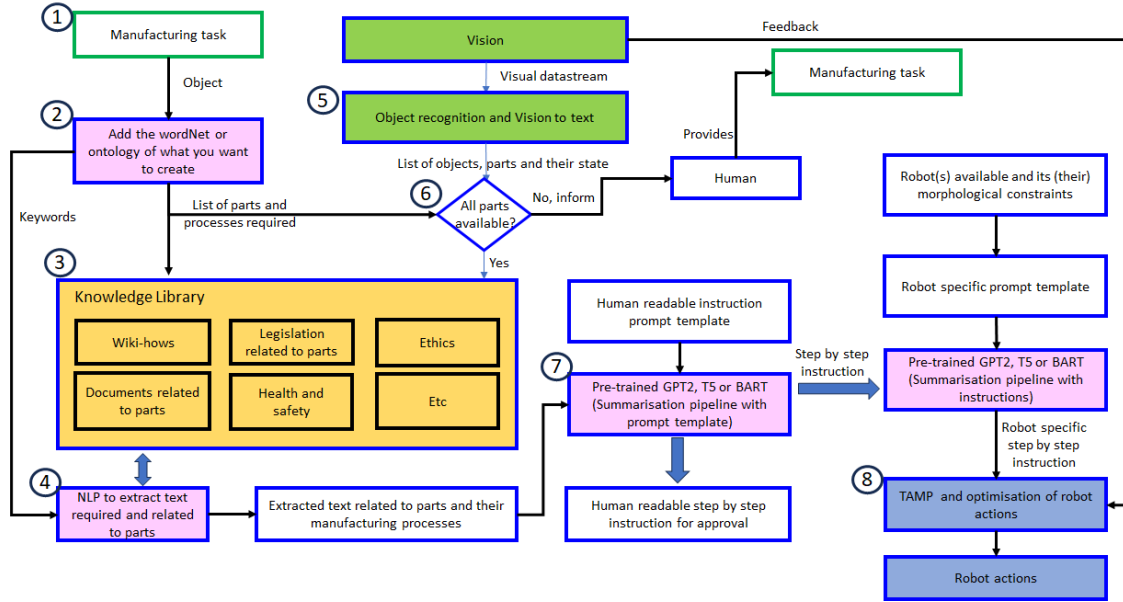 1
Manufacturing task
Object
2
Add the wordNet or
ontology of what you want
to create
Keywords
List of parts and
processes required
Vision
Feedback
Visual datastream
5
Object recognition and Vision to text
List of objects, parts and their state
6
All parts
available?
No, inform
Yes
Human
Provides
Manufacturing task
3
Knowledge Library
Wiki-hows
Legislation
related to parts
Ethics
Documents related
to parts
Health and
safety
Etc
4
NLP to extract text
required and related
to parts
Extracted text related to parts and their
manufacturing processes
Human readable instruction
prompt template
7
Pre-trained GPT2, T5 or BART
(Summarisation pipeline with
prompt template)
Human readable step by step
instruction for approval
Step by step
instruction
Robot(s) available and its (their)
morphological constraints
Robot specific prompt template
Pre-trained GPT2, T5 or BART
(Summarisation pipeline with
instructions)
Robot specific
step by step
instruction
8
TAMP and optimisation of robot
actions
Robot actions